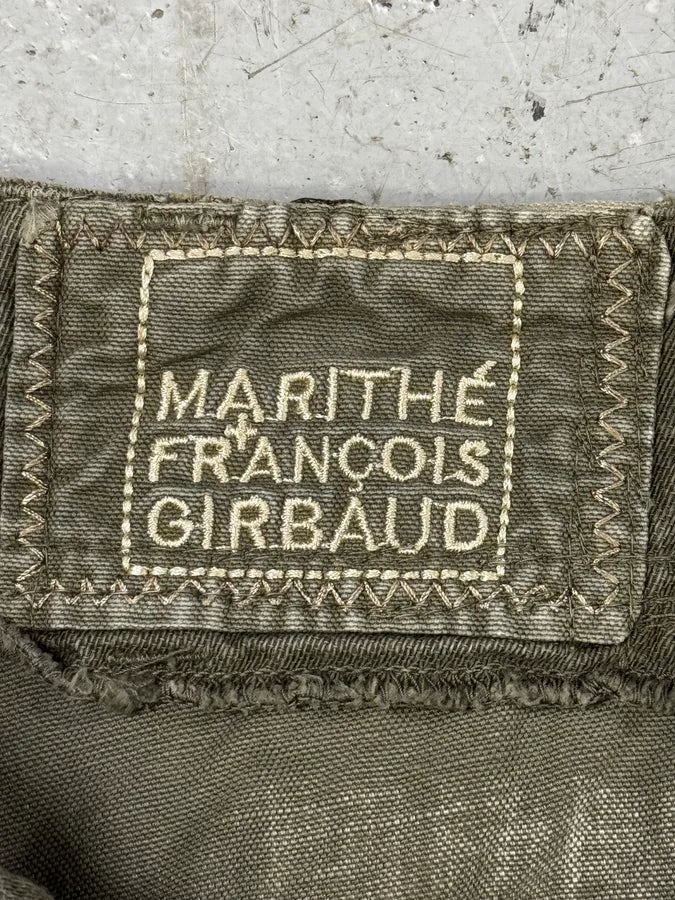 MARITHÉ
+
FRANÇOIS
GIRBAUD